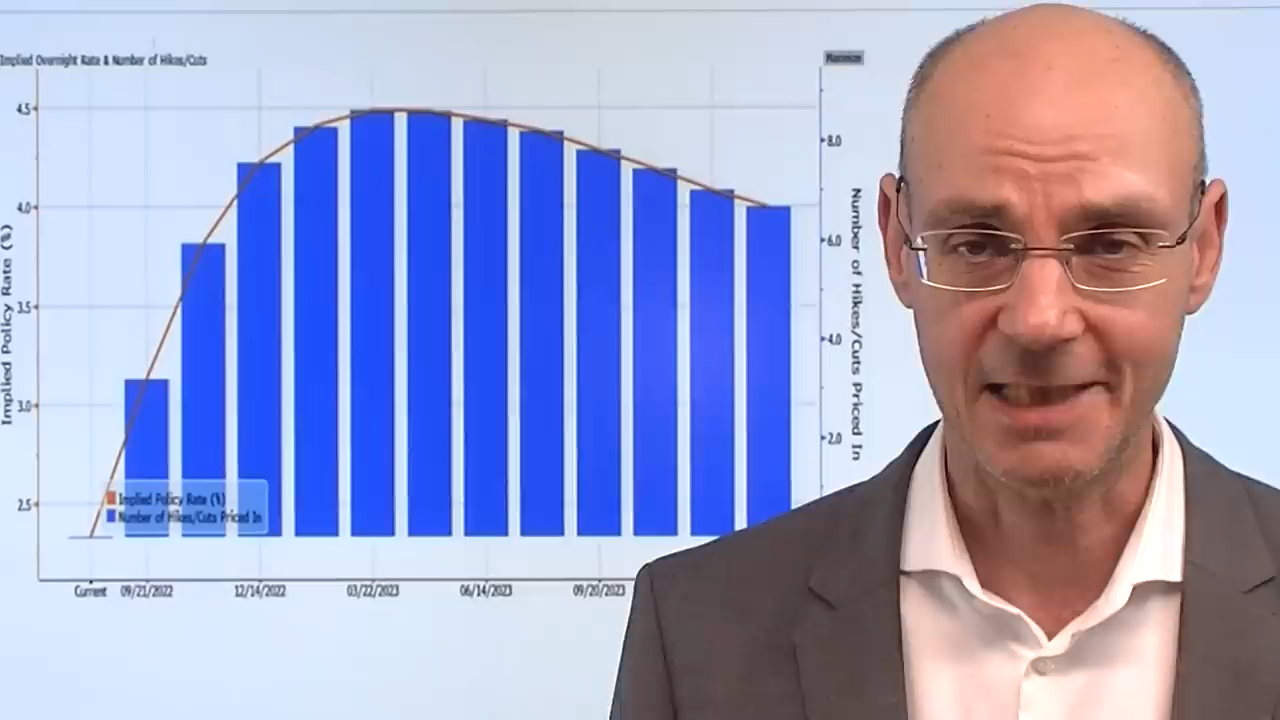 Implied Overnight Rate & Number of Hikes/Cuts
Maximize
4.5
4.0
3.5
3.0
2.5
Implied Policy Rate (%)
8.0
6.0
4.0
2.0
Number of Hikes/Cuts Priced In
Implied Policy Rate (%)
Number of Hikes/Cuts Priced In
Current
09/21/2022
12/14/2022
03/22/2023
06/14/2023
09/20/2023